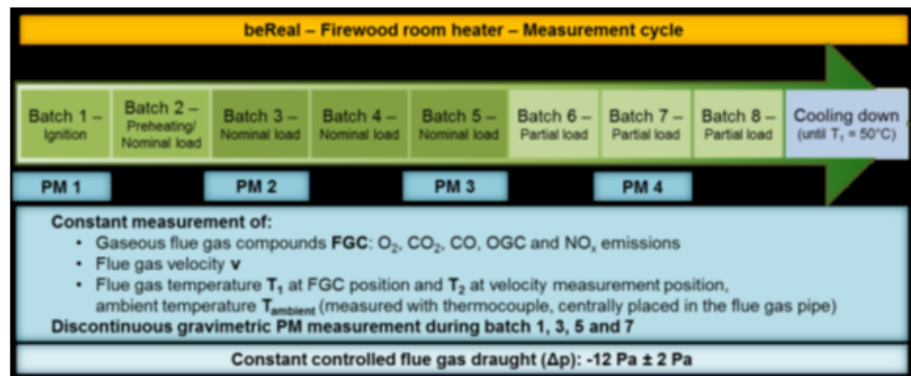 beReal – Firewood room heater – Measurement cycle
Batch 1 –
Ignition
Batch 2 –
Preheating/
Nominal load
Batch 3 –
Nominal load
Batch 4 –
Nominal load
Batch 5 –
Nominal load
Batch 6 –
Partial load
Batch 7 –
Partial load
Batch 8 –
Partial load
Cooling down
(until T₁ = 50°C)
PM 1
PM 2
PM 3
PM 4
Constant measurement of:
• Gaseous flue gas compounds FGC: O₂, CO₂, CO, OGC and NOₓ emissions
• Flue gas velocity v
• Flue gas temperature T₁ at FGC position and T₂ at velocity measurement position,
ambient temperature Tambient (measured with thermocouple, centrally placed in the flue gas pipe)
Discontinuous gravimetric PM measurement during batch 1, 3, 5 and 7
Constant controlled flue gas draught (Δp): -12 Pa ± 2 Pa